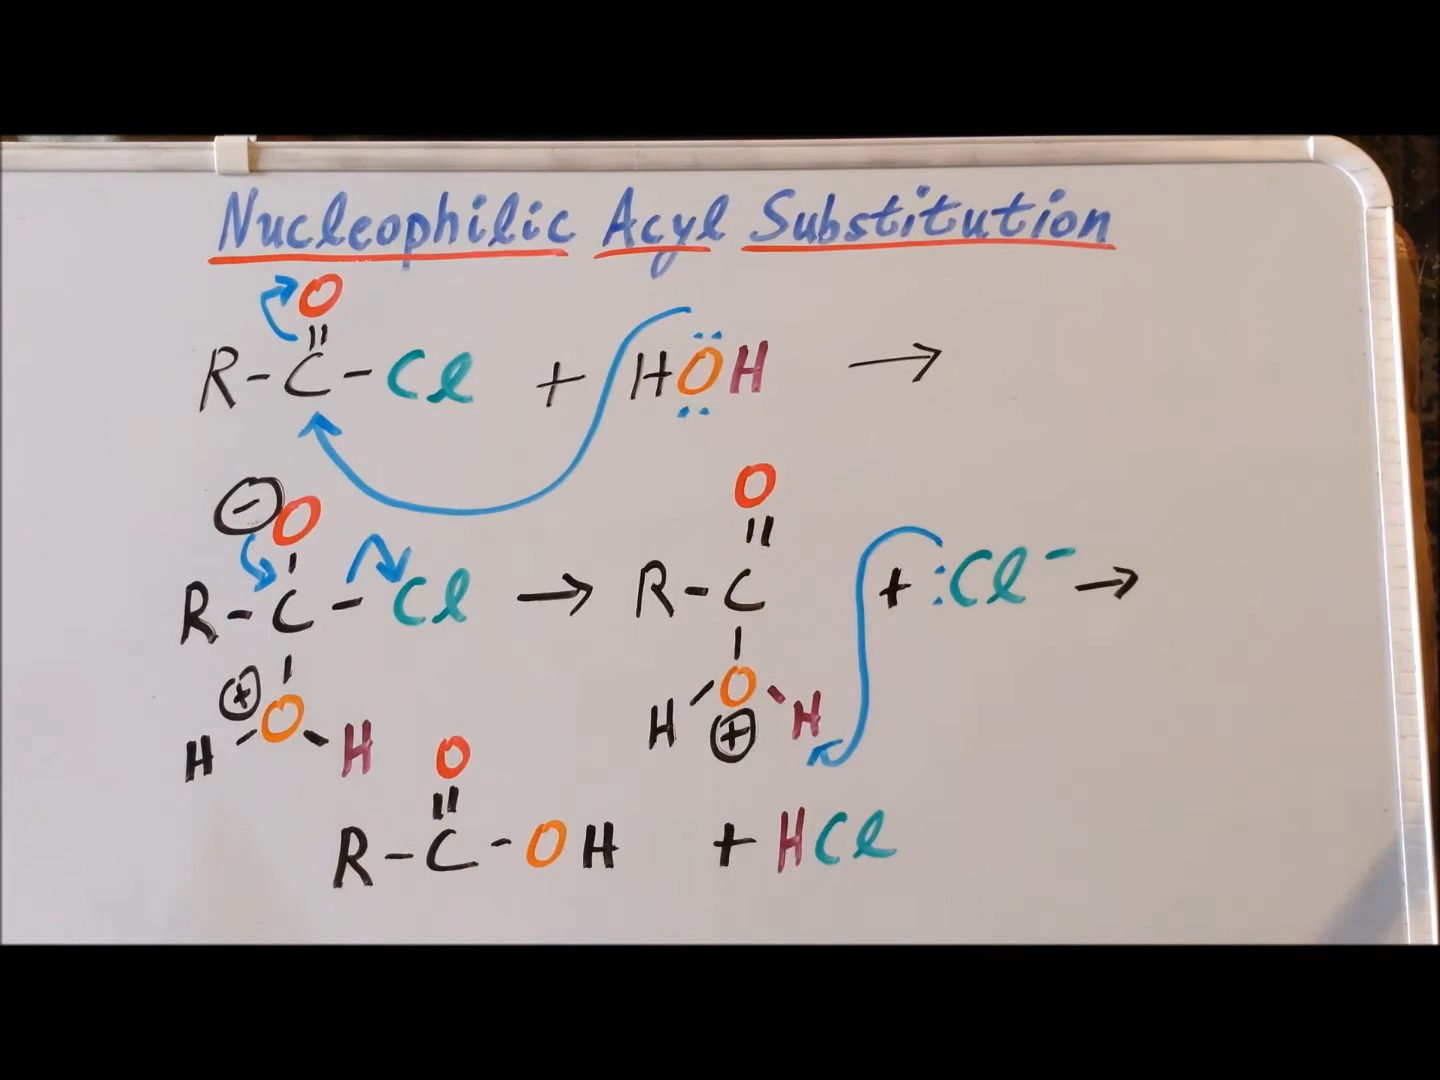 Nucleophilic Acyl Substitution
O
||
R-C-Cl + HÖH →
⊖O
|
R-C-Cl →
|
⊕O
H H
O
||
R-C + :Cl⁻ →
|
O
H ⊕ H
O
||
R-C-OH + HCl